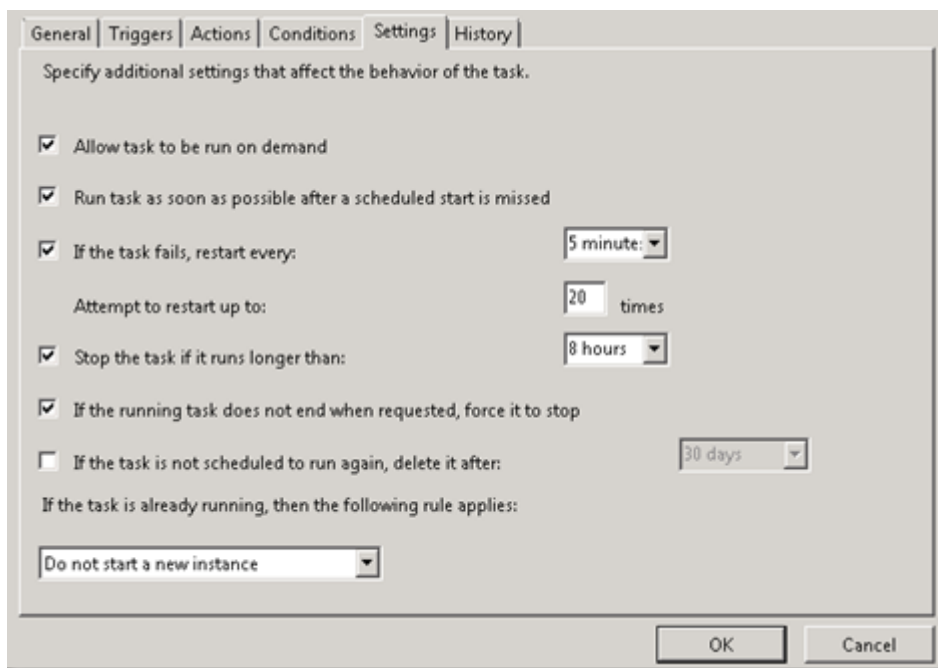 General Triggers Actions Conditions Settings History
Specify additional settings that affect the behavior of the task.
Allow task to be run on demand
Run task as soon as possible after a scheduled start is missed
If the task fails, restart every: 5 minute:
Attempt to restart up to: 20 times
Stop the task if it runs longer than: 8 hours
If the running task does not end when requested, force it to stop
If the task is not scheduled to run again, delete it after: 30 days
If the task is already running, then the following rule applies:
Do not start a new instance
OK Cancel